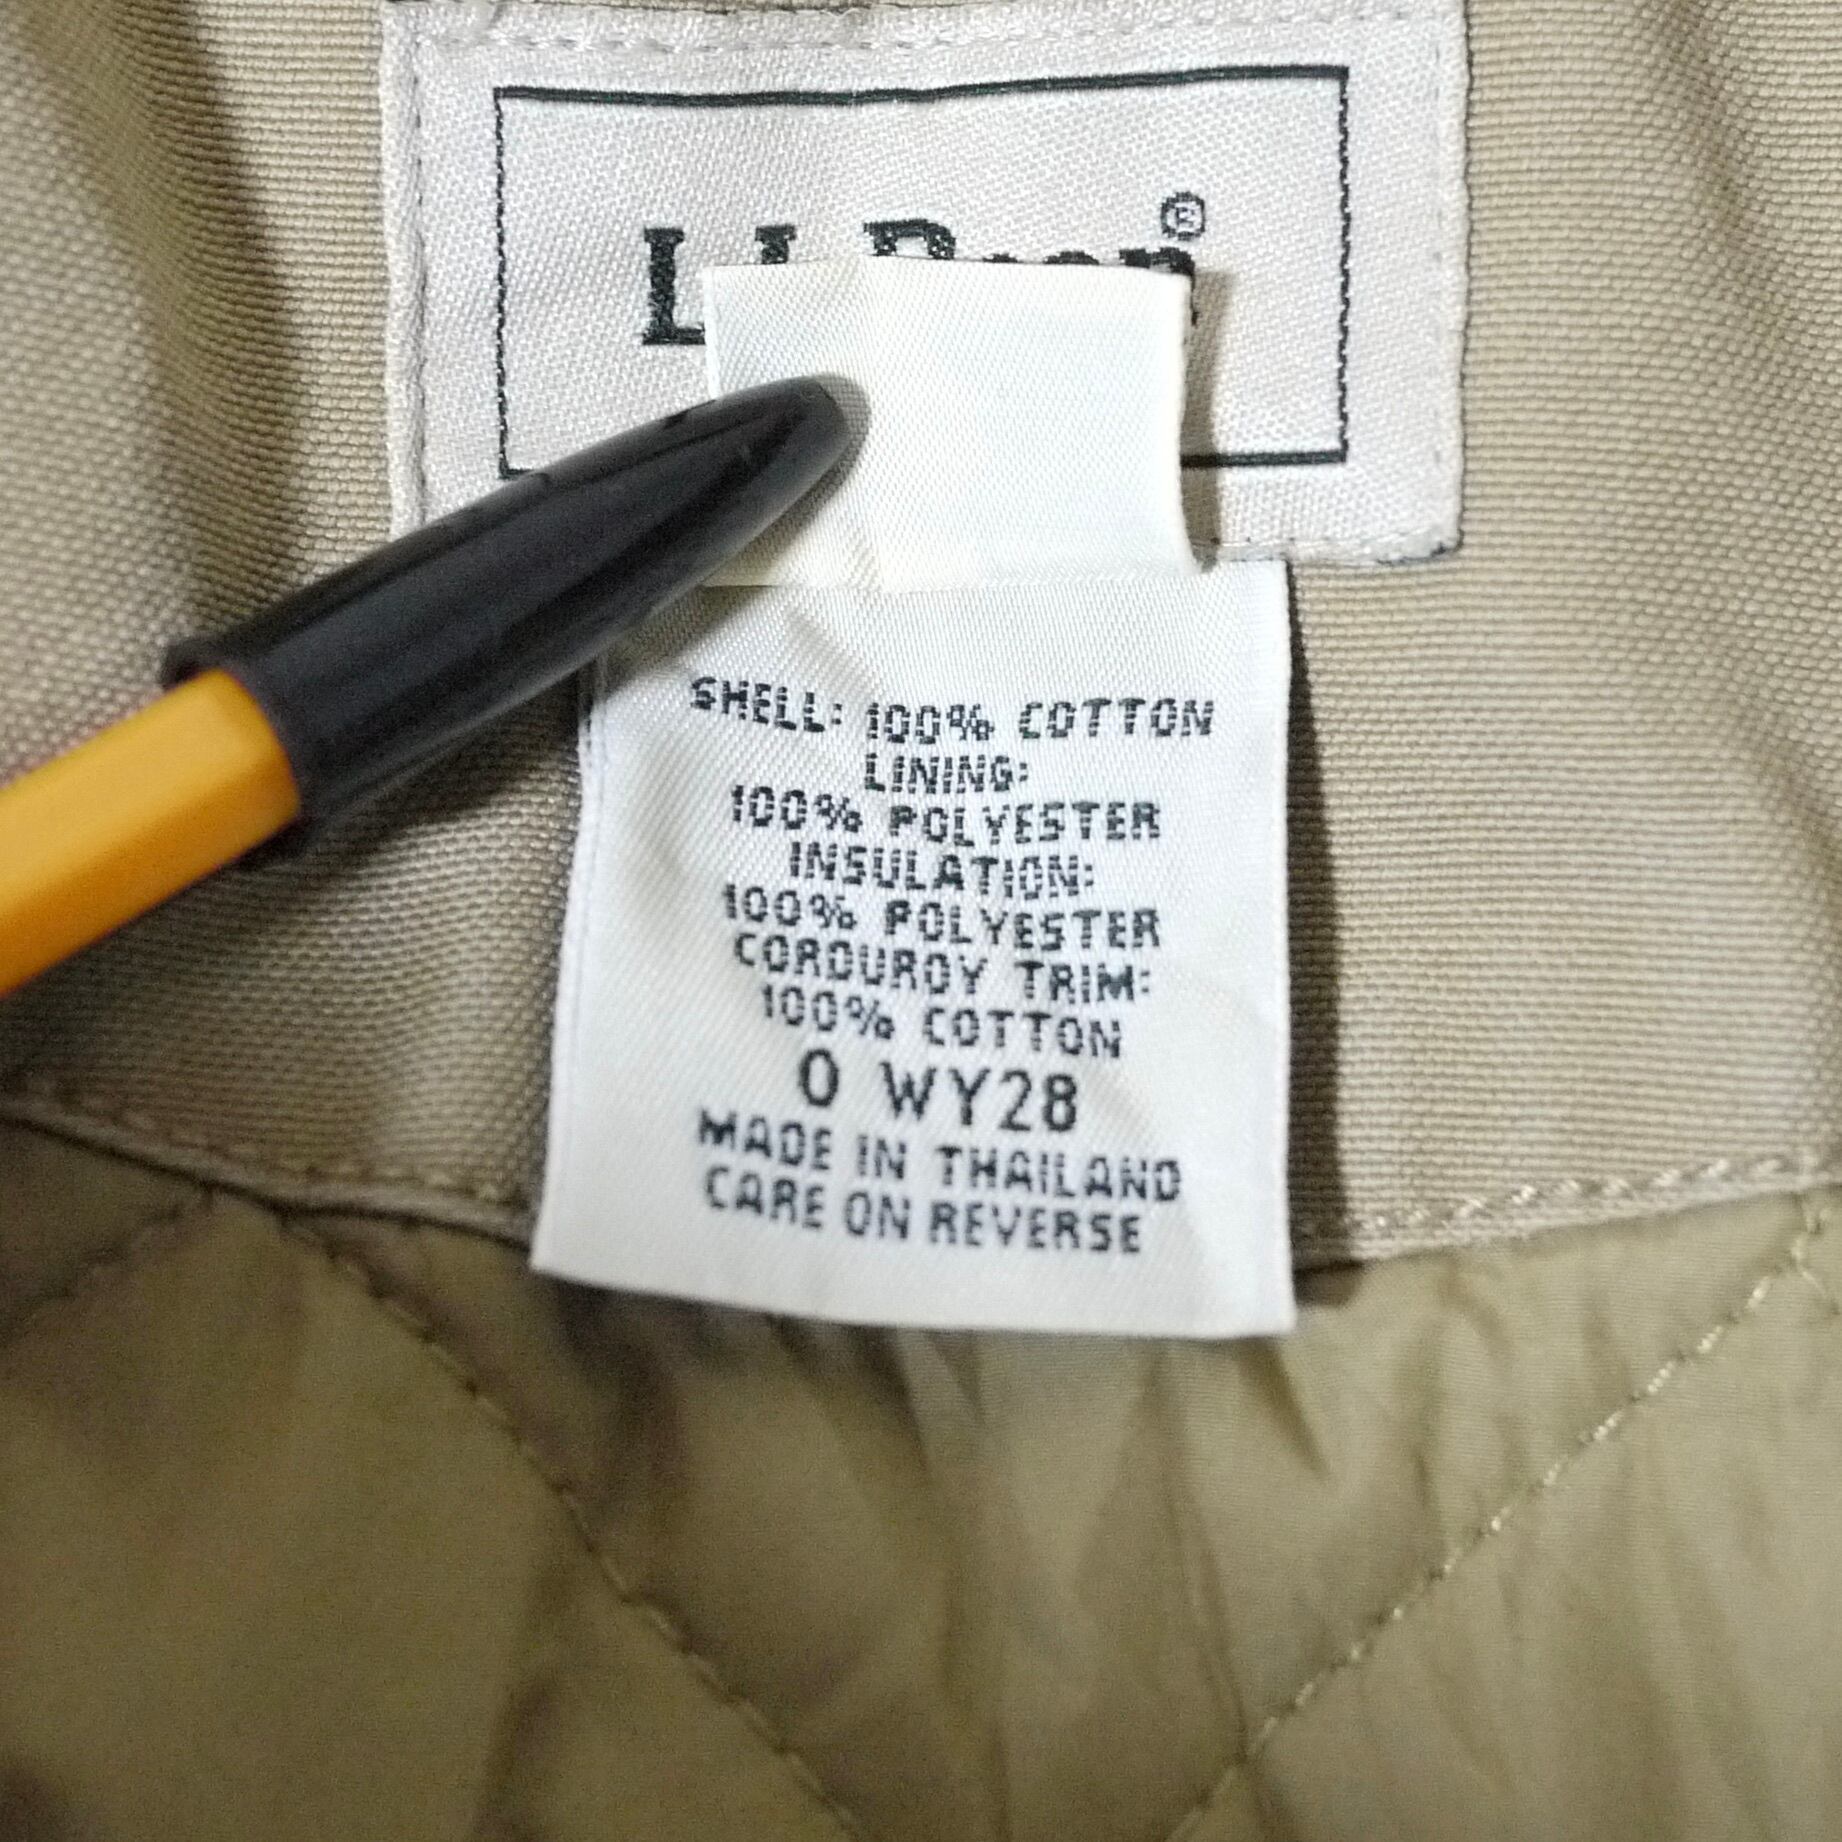 L.L.Bean®
SHELL: 100% COTTON
LINING:
100% POLYESTER
INSULATION:
100% POLYESTER
CORDUROY TRIM:
100% COTTON
0 WY28
MADE IN THAILAND
CARE ON REVERSE